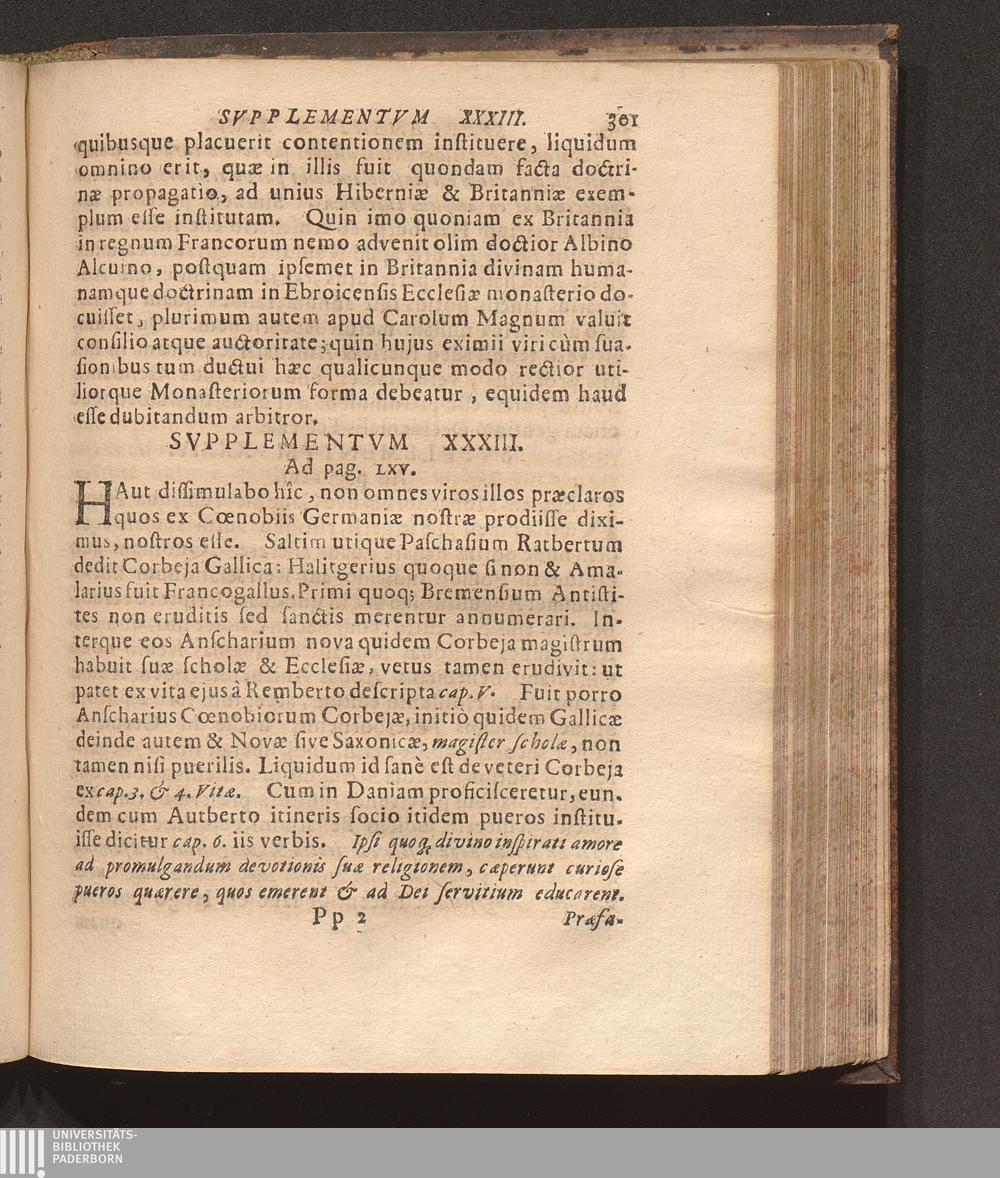 SVPPLEMENTVM XXXIII. 301
quibusque placuerit contentionem inſtituere, liquidum
omnino erit, quæ in illis fuit quondam facta doctri-
næ propagatio, ad unius Hiberniæ & Britanniæ exem-
plum eſſe inſtitutam. Quin imo quoniam ex Britannia
in regnum Francorum nemo advenit olim doctior Albino
Alcuino, poſtquam ipſemet in Britannia divinam huma-
namque doctrinam in Ebroicenſis Eccleſiæ monaſterio do-
cuiſſet, plurimum autem apud Carolum Magnum valuit
conſilio atque auctoritate; quin hujus eximii viri cùm ſua-
ſionibus tum ductui hæc qualicunque modo rectior uti-
liorque Monaſteriorum forma debeatur, equidem haud
eſſe dubitandum arbitror.
SVPPLEMENTVM XXXIII.
Ad pag. LXV.
HAut diſſimulabo hîc, non omnes viros illos præclaros
quos ex Cœnobiis Germaniæ noſtræ prodiiſſe dixi-
mus, noſtros eſſe. Saltim utique Paſchaſium Ratbertum
dedit Corbeja Gallica: Halitgerius quoque ſi non & Ama-
larius fuit Francogallus. Primi quoq; Bremenſium Antiſti-
tes non eruditis ſed ſanctis merentur annumerari. In-
terque eos Anſcharium nova quidem Corbeja magiſtrum
habuit ſuæ ſcholæ & Eccleſiæ, vetus tamen erudivit: ut
patet ex vita ejus â Remberto deſcripta cap. V. Fuit porro
Anſcharius Cœnobiorum Corbejæ, initiò quidem Gallicæ
deinde autem & Novæ ſive Saxonicæ, magiſter ſcholæ, non
tamen niſi puerilis. Liquidum id ſanè eſt de veteri Corbeja
ex cap. 3. & 4. Vitæ. Cum in Daniam proficiſceretur, eun-
dem cum Autberto itineris ſocio itidem pueros inſtitu-
iſſe dicitur cap. 6. iis verbis. Ipſi quoq; divino inſpirati amore
ad promulgandum devotionis ſuæ religionem, cæperunt curioſe
pueros quærere, quos emerent & ad Dei ſervitium educarent.
Pp 2 Præfa-
UNIVERSITÄTS-
BIBLIOTHEK
PADERBORN